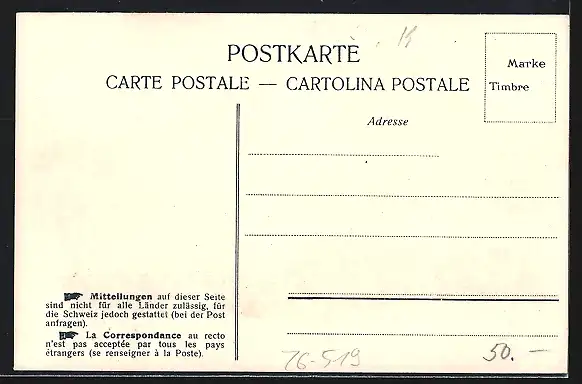 K
POSTKARTE
CARTE POSTALE — CARTOLINA POSTALE
Marke
Timbre
Adresse
Mitteilungen auf dieser Seite
sind nicht für alle Länder zulässig, für
die Schweiz jedoch gestattet (bei der Post
anfragen).
La Correspondance au recto
n'est pas acceptée par tous les pays
étrangers (se renseigner à la Poste).
76-519
50.—